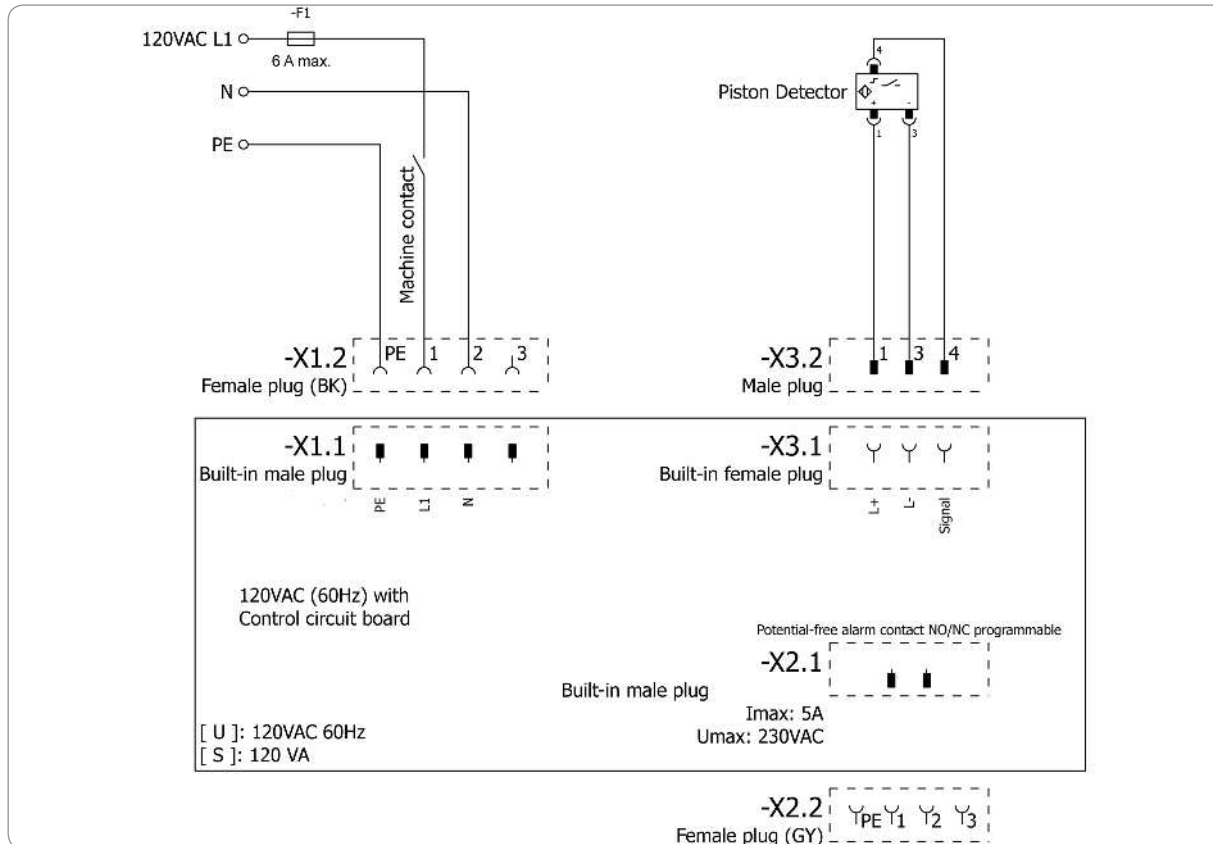 -F1
120VAC L1
6 A max.
N
PE
Machine contact
4
Piston Detector
+ -
1 3
-X1.2 PE 1 2 3
Female plug (BK)
-X3.2 1 3 4
Male plug
-X1.1
Built-in male plug
PE L1 N
-X3.1
Built-in female plug
L+ L- Signal
120VAC (60Hz) with
Control circuit board
Potential-free alarm contact NO/NC programmable
-X2.1
Built-in male plug
Imax: 5A
Umax: 230VAC
[ U ]: 120VAC 60Hz
[ S ]: 120 VA
-X2.2 PE 1 2 3
Female plug (GY)